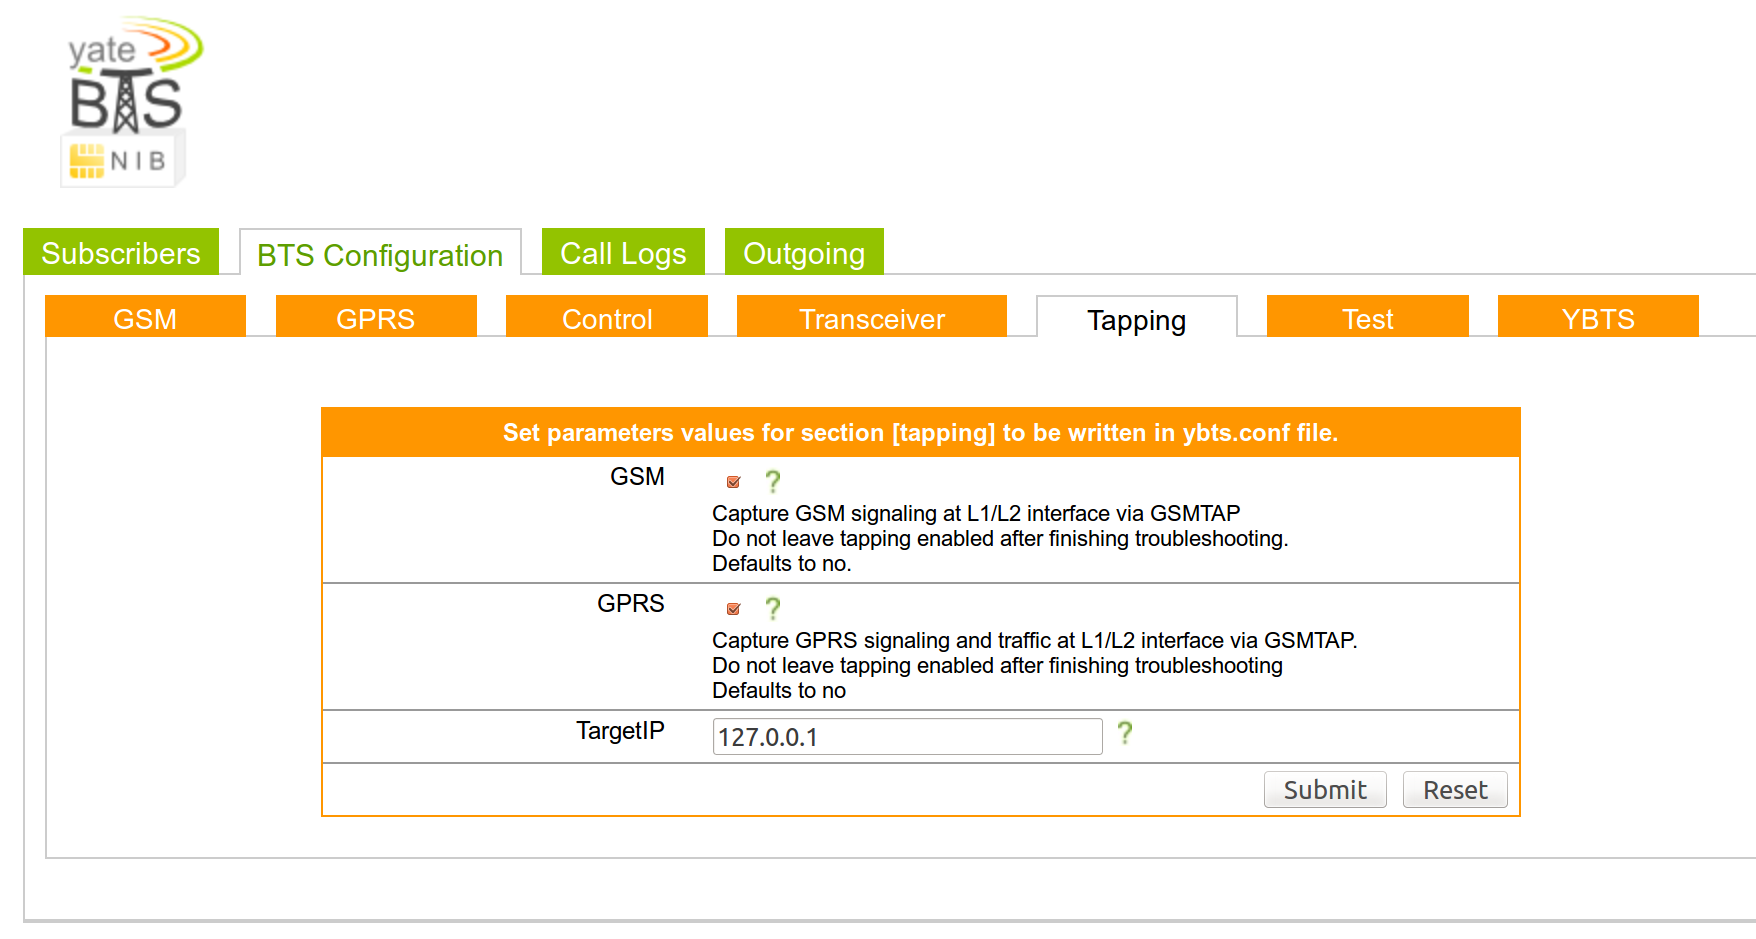 yate
BTS
NIB
Subscribers BTS Configuration Call Logs Outgoing
GSM GPRS Control Transceiver Tapping Test YBTS
Set parameters values for section [tapping] to be written in ybts.conf file.
GSM ?
Capture GSM signaling at L1/L2 interface via GSMTAP
Do not leave tapping enabled after finishing troubleshooting.
Defaults to no.
GPRS ?
Capture GPRS signaling and traffic at L1/L2 interface via GSMTAP.
Do not leave tapping enabled after finishing troubleshooting
Defaults to no
TargetIP 127.0.0.1 ?
Submit Reset